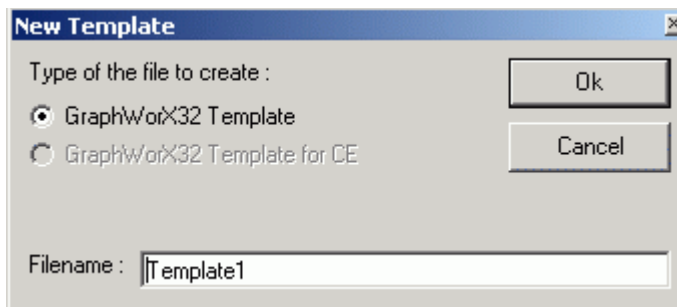 New Template
Type of the file to create :
Ok
GraphWorX32 Template
GraphWorX32 Template for CE
Cancel
Filename :
Template1